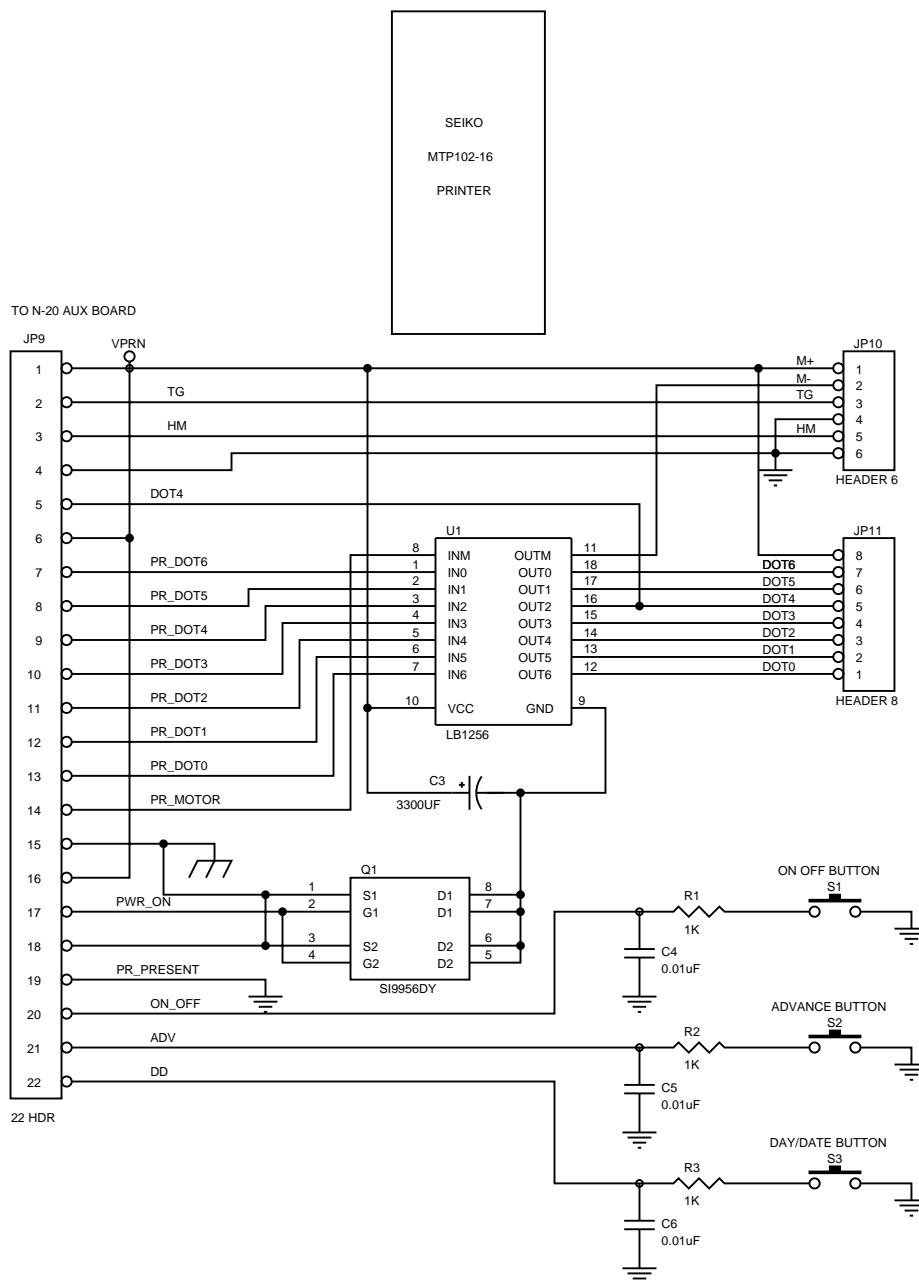 SEIKO
MTP102-16
PRINTER
TO N-20 AUX BOARD
JP9
VPRN
JP10
1
M+
1
M-
2
2
TG
TG
3
4
3
HM
HM
5
4
6
HEADER 6
5
DOT4
U1
JP11
6
8
INM
OUTM
11
8
7
PR_DOT6
1
IN0
OUT0
18
DOT6
7
2
IN1
OUT1
17
DOT5
6
8
PR_DOT5
3
IN2
OUT2
16
DOT4
5
4
IN3
OUT3
15
DOT3
4
9
PR_DOT4
5
IN4
OUT4
14
DOT2
3
6
IN5
OUT5
13
DOT1
2
10
PR_DOT3
7
IN6
OUT6
12
DOT0
1
11
PR_DOT2
10
VCC
GND
9
HEADER 8
LB1256
12
PR_DOT1
13
PR_DOT0
C3
+
3300UF
14
PR_MOTOR
15
16
Q1
ON OFF BUTTON
1
S1
D1
8
R1
S1
17
PWR_ON
2
G1
D1
7
1K
18
3
S2
D2
6
C4
4
G2
D2
5
0.01uF
19
PR_PRESENT
SI9956DY
20
ON_OFF
ADVANCE BUTTON
21
ADV
R2
S2
1K
22
DD
C5
0.01uF
22 HDR
DAY/DATE BUTTON
R3
S3
1K
C6
0.01uF